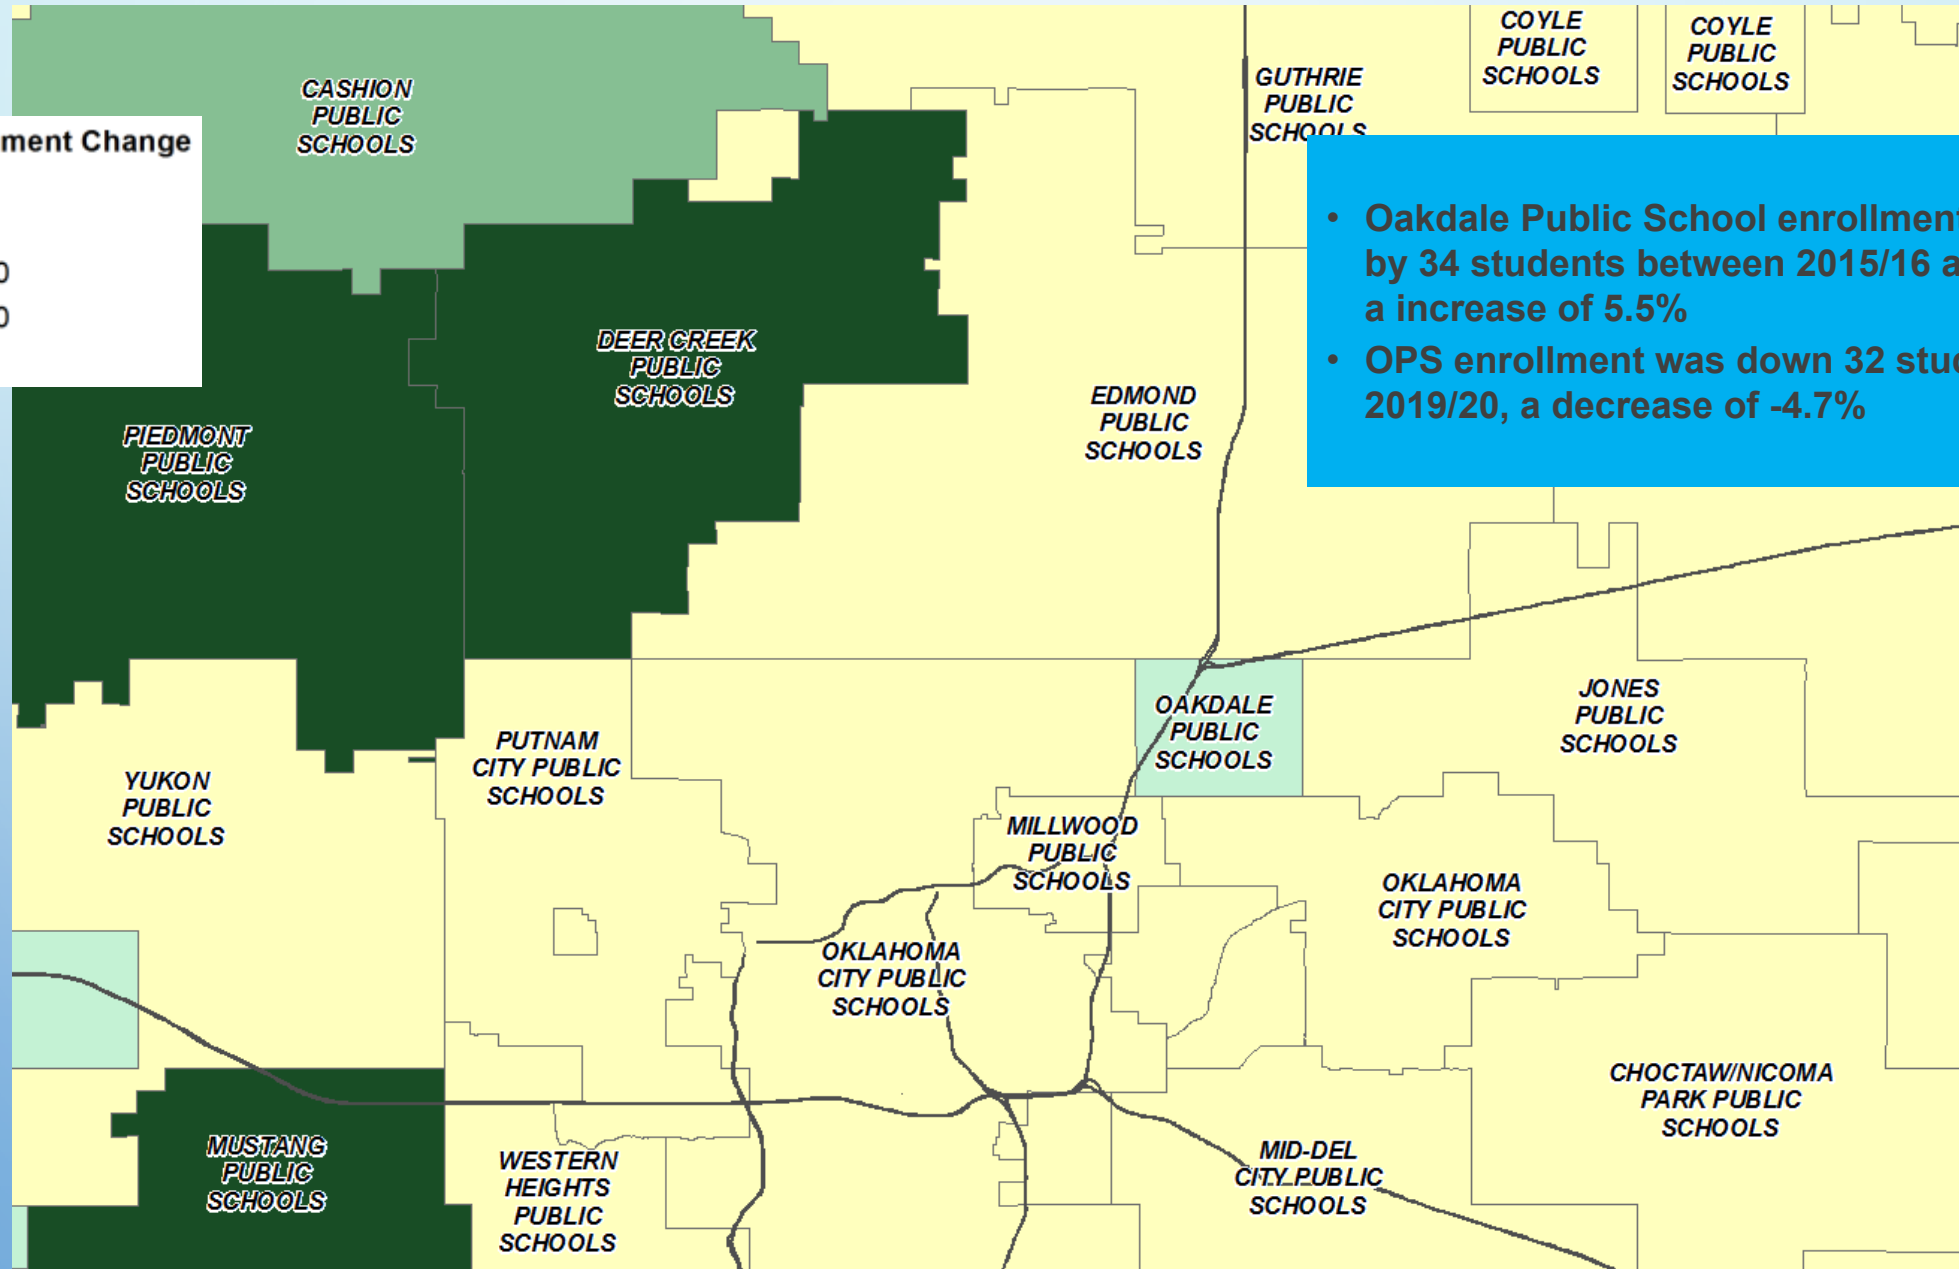 CASHION
PUBLIC
SCHOOLS
GUTHRIE
PUBLIC
SCHOOLS
COYLE
PUBLIC
SCHOOLS
COYLE
PUBLIC
SCHOOLS
ment Change
0
0
• Oakdale Public School enrollment
by 34 students between 2015/16 a
a increase of 5.5%
• OPS enrollment was down 32 stu
2019/20, a decrease of -4.7%
DEER CREEK
PUBLIC
SCHOOLS
EDMOND
PUBLIC
SCHOOLS
PIEDMONT
PUBLIC
SCHOOLS
OAKDALE
PUBLIC
SCHOOLS
JONES
PUBLIC
SCHOOLS
PUTNAM
CITY PUBLIC
SCHOOLS
YUKON
PUBLIC
SCHOOLS
MILLWOOD
PUBLIC
SCHOOLS
OKLAHOMA
CITY PUBLIC
SCHOOLS
OKLAHOMA
CITY PUBLIC
SCHOOLS
CHOCTAW/NICOMA
PARK PUBLIC
SCHOOLS
MUSTANG
PUBLIC
SCHOOLS
WESTERN
HEIGHTS
PUBLIC
SCHOOLS
MID-DEL
CITY PUBLIC
SCHOOLS